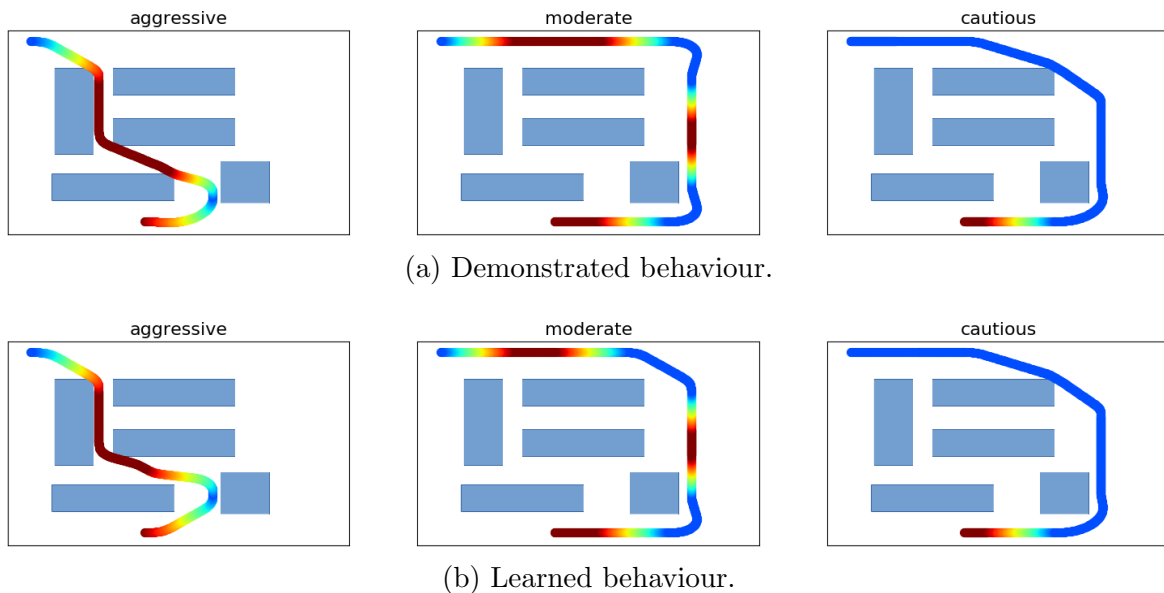 aggressive
moderate
cautious
(a) Demonstrated behaviour.
aggressive
moderate
cautious
(b) Learned behaviour.